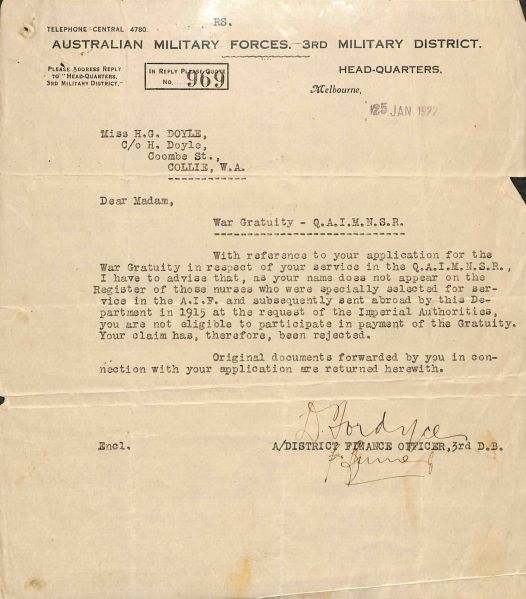 RS.
TELEPHONE CENTRAL 4780.
AUSTRALIAN MILITARY FORCES. 3RD MILITARY DISTRICT.
PLEASE ADDRESS REPLY
TO "HEAD-QUARTERS,
3RD MILITARY DISTRICT."
IN REPLY PLEASE QUOTE
No. 969
HEAD-QUARTERS,
Melbourne,
25 JAN 1922
Miss H.G. DOYLE,
C/o H. Doyle,
Coombe St.,
COLLIE, W.A.
Dear Madam,
War Gratuity - Q.A.I.M.N.S.R.
With reference to your application for the
War Gratuity in respect of your service in the Q.A.I.M.N.S.R.,
I have to advise that, as your name does not appear on the
Register of those nurses who were specially selected for ser-
vice in the A.I.F. and subsequently sent abroad by this De-
partment in 1915 at the request of the Imperial Authorities,
you are not eligible to participate in payment of the Gratuity.
Your claim has, therefore, been rejected.
Original documents forwarded by you in con-
nection with your application are returned herewith.
D. Fordyce
Encl.
A/DISTRICT FINANCE OFFICER, 3rd D.B.